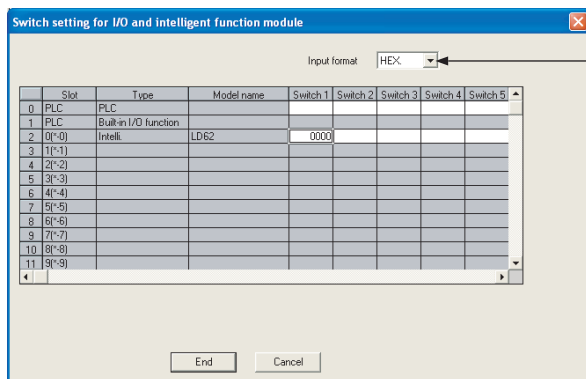 Switch setting for I/O and intelligent function module
Input format HEX.
Slot Type Model name Switch 1 Switch 2 Switch 3 Switch 4 Switch 5
0 PLC PLC
1 PLC Built-in I/O function
2 0(*-0) Intelli. LD62 0000
3 1(*-1)
4 2(*-2)
5 3(*-3)
6 4(*-4)
7 5(*-5)
8 6(*-6)
9 7(*-7)
10 8(*-8)
11 9(*-9)
End Cancel